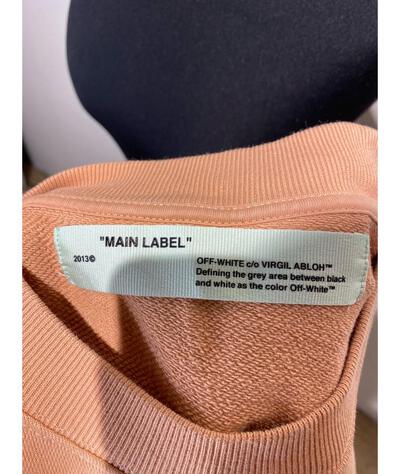 "MAIN LABEL"
2013©
OFF-WHITE c/o VIRGIL ABLOH™
Defining the grey area between black
and white as the color Off-White™